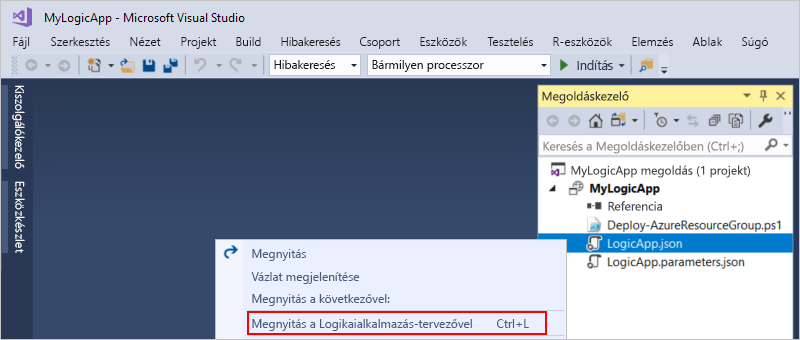 MyLogicApp - Microsoft Visual Studio
Fájl Szerkesztés Nézet Projekt Build Hibakeresés Csoport Eszközök Tesztelés R-eszközök Elemzés Ablak Súgó
Hibakeresés Bármilyen processzor Indítás
Kiszolgálókezelő
Eszközkészlet
Megoldáskezelő
Keresés a Megoldáskezelőben (Ctrl+;)
MyLogicApp megoldás (1 projekt)
MyLogicApp
Referencia
Deploy-AzureResourceGroup.ps1
LogicApp.json
LogicApp.parameters.json
Megnyitás
Vázlat megjelenítése
Megnyitás a következővel:
Megnyitás a Logikaialkalmazás-tervezővel Ctrl+L